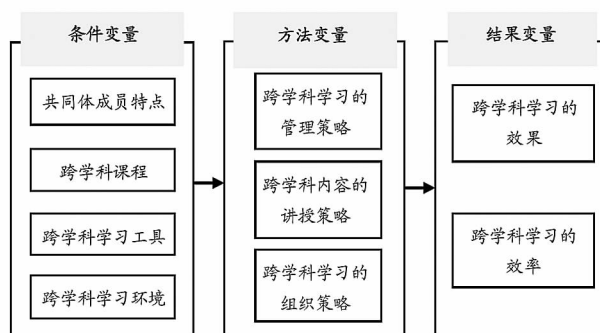 条件变量
共同体成员特点
跨学科课程
跨学科学习工具
跨学科学习环境
方法变量
跨学科学习的
管理策略
跨学科内容的
讲授策略
跨学科学习的
组织策略
结果变量
跨学科学习的
效果
跨学科学习的
效率